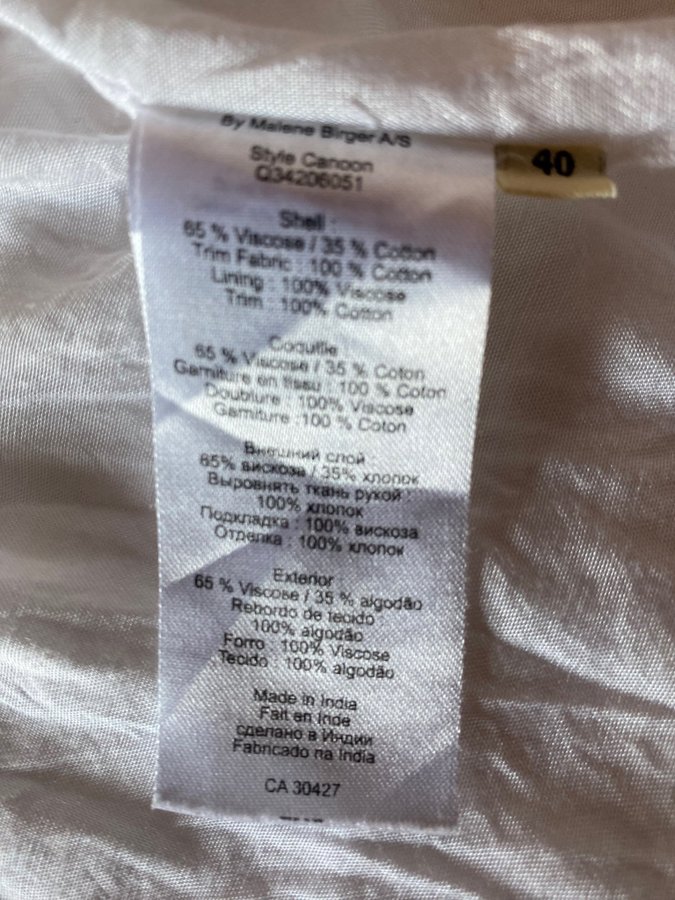 By Malene Birger A/S
Style Canoon
Q34206051
40
Shell :
65 % Viscose / 35 % Cotton
Trim Fabric : 100 % Cotton
Lining : 100% Viscose
Trim : 100% Cotton
Coquille
65 % Viscose / 35 % Coton
Garniture en tissu : 100 % Coton
Doublure : 100% Viscose
Garniture :100 % Coton
Внешний слой
65% вискоза / 35% хлопок
Выровнять ткань рукой :
100% хлопок
Подкладка : 100% вискоза
Отделка : 100% хлопок
Exterior :
65 % Viscose / 35 % algodão
Rebordo de tecido :
100% algodão
Forro : 100% Viscose
Tecido : 100% algodão
Made in India
Fait en Inde
сделано в Индии
Fabricado na India
CA 30427